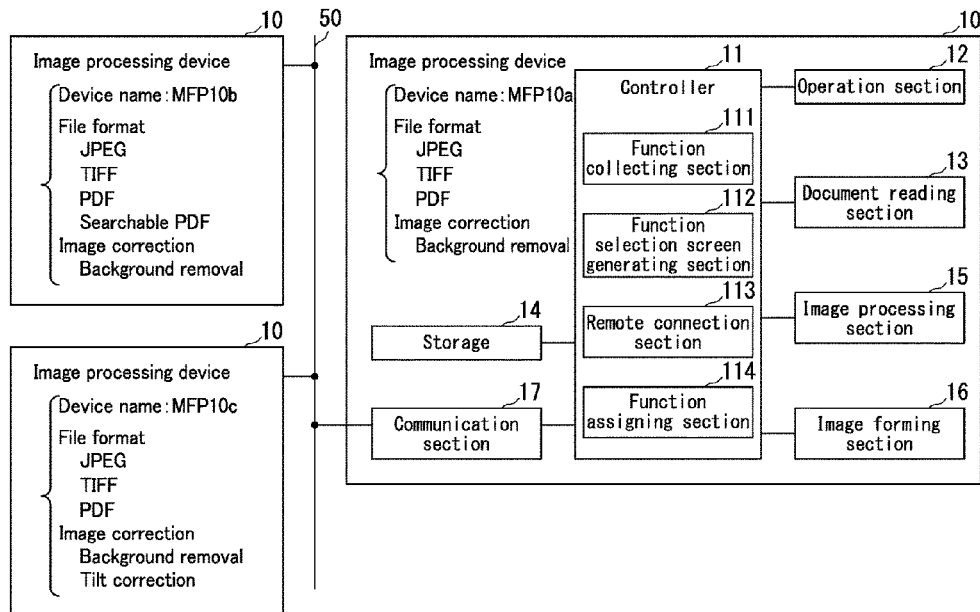 10
Image processing device
Device name:MFP10b
File format
JPEG
TIFF
PDF
Searchable PDF
Image correction
Background removal
50
10
Image processing device
Device name:MFP10c
File format
JPEG
TIFF
PDF
Image correction
Background removal
Tilt correction
10
Image processing device
Device name:MFP10a
File format
JPEG
TIFF
PDF
Image correction
Background removal
14
Storage
17
Communication
section
11
Controller
111
Function
collecting section
112
Function
selection screen
generating section
113
Remote connection
section
114
Function
assigning section
12
Operation section
13
Document reading
section
15
Image processing
section
16
Image forming
section